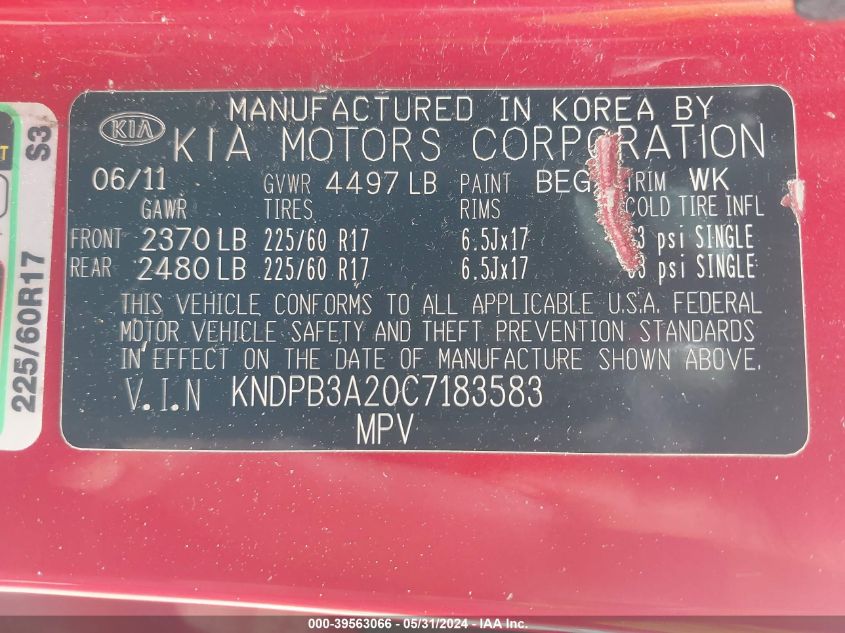 MANUFACTURED IN KOREA BY
KIA KIA MOTORS CORPORATION
06/11 GVWR 4497 LB PAINT BEG TRIM WK
GAWR TIRES RIMS COLD TIRE INFL
FRONT 2370 LB 225/60 R17 6.5Jx17 psi SINGLE
REAR 2480 LB 225/60 R17 6.5Jx17 psi SINGLE
THIS VEHICLE CONFORMS TO ALL APPLICABLE U.S.A. FEDERAL
MOTOR VEHICLE SAFETY AND THEFT PREVENTION STANDARDS
IN EFFECT ON THE DATE OF MANUFACTURE SHOWN ABOVE.
V.I.N KNDPB3A20C7183583
MPV
225/60R17 S3
000-39563066 - 05/31/2024 - IAA Inc.